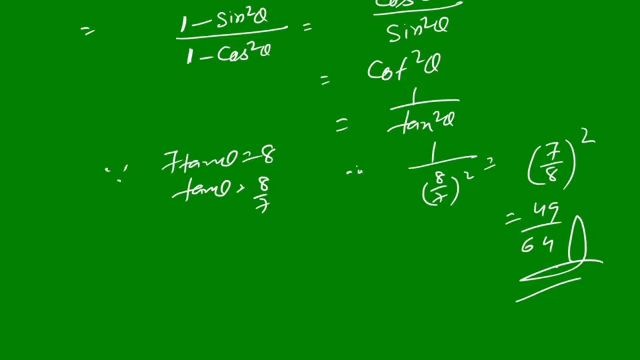 = 1 - Sin²θ / 1 - Cos²θ = / Sin²θ
= Cot²θ
= 1 / tan²θ
∵ 7tanθ = 8 ∴ 1 / (8/7)² = (7/8)²
tanθ = 8/7
= 49/64